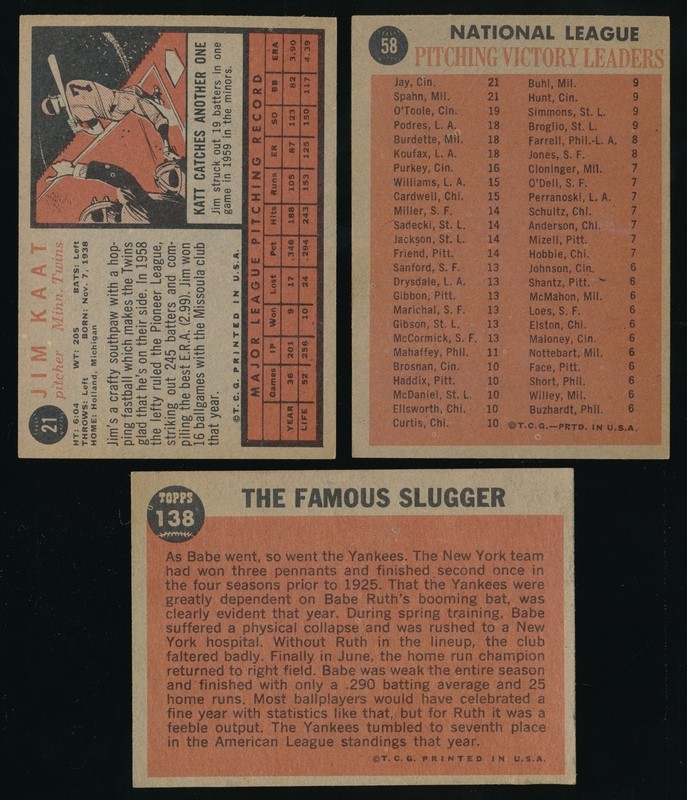 21
JIM KAAT
pitcher Minn. Twins
HT: 6:04 WT: 205 BATS: Left
THROWS: Left BORN: Nov. 7, 1938
HOME: Holland, Michigan
Jim's a crafty southpaw with a hop-
ping fastball which makes the Twins
glad that he's on their side. In 1958
the lefty ruled the Pioneer League,
striking out 245 batters and com-
piling the best E.R.A. (2.99). Jim won
16 ballgames with the Missoula club
that year.
©T.C.G. PRINTED IN U.S.A.
7
KATT CATCHES ANOTHER ONE
Jim struck out 19 batters in one
game in 1959 in the minors.
MAJOR LEAGUE PITCHING RECORD
Games IP Won Lost Pct Hits Runs ER SO BB ERA
YEAR 36 201 9 17 .346 188 105 87 123 82 3.90
LIFE 52 256 10 24 .294 243 153 125 150 117 4.39
58
NATIONAL LEAGUE
PITCHING VICTORY LEADERS
Jay, Cin. 21
Spahn, Mil. 21
O'Toole, Cin. 19
Podres, L. A. 18
Burdette, Mil. 18
Koufax, L. A. 18
Purkey, Cin. 16
Williams, L. A. 15
Cardwell, Chi. 15
Miller, S. F. 14
Sadecki, St. L. 14
Jackson, St. L. 14
Friend, Pitt. 14
Sanford, S. F. 13
Drysdale, L. A. 13
Gibbon, Pitt. 13
Marichal, S. F. 13
Gibson, St. L. 13
McCormick, S. F. 13
Mahaffey, Phil. 11
Brosnan, Cin. 10
Haddix, Pitt. 10
McDaniel, St. L. 10
Ellsworth, Chi. 10
Curtis, Chi. 10
Buhl, Mil. 9
Hunt, Cin. 9
Simmons, St. L. 9
Broglio, St. L. 9
Farrell, Phil.-L. A. 8
Jones, S. F. 8
Cloninger, Mil. 7
O'Dell, S. F. 7
Perranoski, L. A. 7
Schultz, Chi. 7
Anderson, Chi. 7
Mizell, Pitt. 7
Hobbie, Chi. 7
Johnson, Cin. 6
Shantz, Pitt. 6
McMahon, Mil. 6
Loes, S. F. 6
Elston, Chi. 6
Maloney, Cin. 6
Nottebart, Mil. 6
Face, Pitt. 6
Short, Phil. 6
Willey, Mil. 6
Buzhardt, Phil. 6
©T.C.G.—PRTD. IN U.S.A.
TOPPS
138
THE FAMOUS SLUGGER
As Babe went, so went the Yankees. The New York team
had won three pennants and finished second once in
the four seasons prior to 1925. That the Yankees were
greatly dependent on Babe Ruth's booming bat, was
clearly evident that year. During spring training, Babe
suffered a physical collapse and was rushed to a New
York hospital. Without Ruth in the lineup, the club
faltered badly. Finally in June, the home run champion
returned to right field. Babe was weak the entire season
and finished with only a .290 batting average and 25
home runs. Most ballplayers would have celebrated a
fine year with statistics like that, but for Ruth it was a
feeble output. The Yankees tumbled to seventh place
in the American League standings that year.
©T.C.G. PRINTED IN U.S.A.